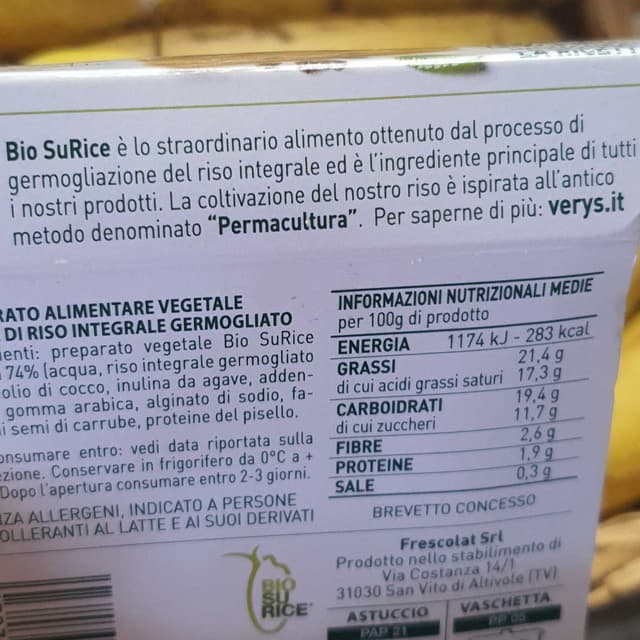 Bio SuRice è lo straordinario alimento ottenuto dal processo di
germogliazione del riso integrale ed è l'ingrediente principale di tutti
i nostri prodotti. La coltivazione del nostro riso è ispirata all'antico
metodo denominato "Permacultura". Per saperne di più: verys.it
RATO ALIMENTARE VEGETALE
DI RISO INTEGRALE GERMOGLIATO
ienti: preparato vegetale Bio SuRice
74% (acqua, riso integrale germogliato
olio di cocco, inulina da agave, adden-
gomma arabica, alginato di sodio, fa-
i semi di carrube, proteine del pisello.
onsumare entro: vedi data riportata sulla
ezione. Conservare in frigorifero da 0°C a +
Dopo l'apertura consumare entro 2-3 giorni.
ZA ALLERGENI, INDICATO A PERSONE
OLLERANTI AL LATTE E AI SUOI DERIVATI
INFORMAZIONI NUTRIZIONALI MEDIE
per 100g di prodotto
ENERGIA 1174 kJ - 283 kcal
GRASSI 21,4 g
di cui acidi grassi saturi 17,3 g
CARBOIDRATI 19,4 g
di cui zuccheri 11,7 g
FIBRE 2,6 g
PROTEINE 1,9 g
SALE 0,3 g
BREVETTO CONCESSO
Frescolat Srl
Prodotto nello stabilimento di
Via Costanza 14/1
31030 San Vito di Altivole (TV)
BIO
SU
RICE
ASTUCCIO VASCHETTA
PAP 21 PP 05